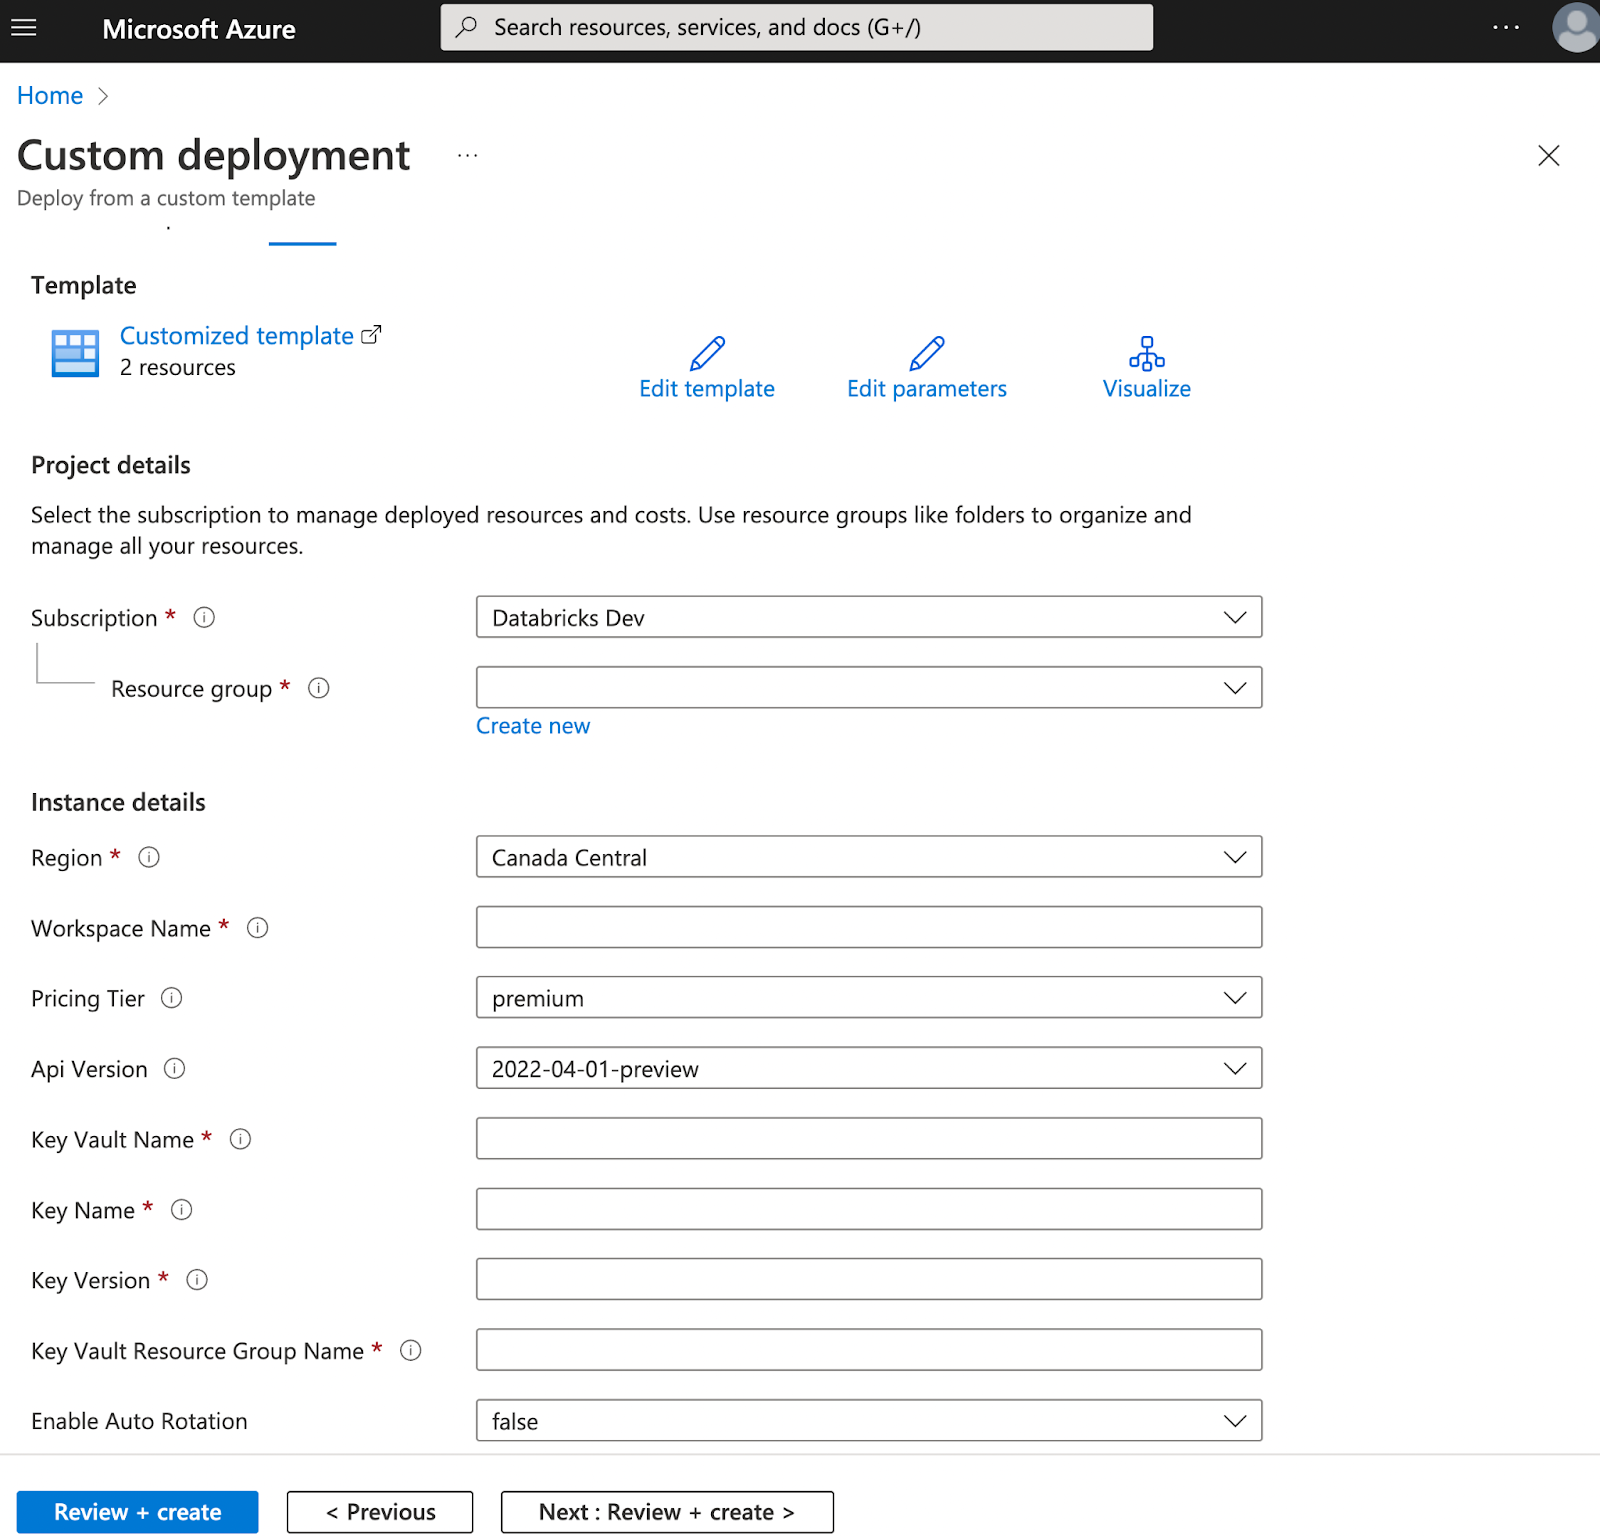 Microsoft Azure
Search resources, services, and docs (G+/)
...
Home >
Custom deployment
...
Deploy from a custom template
Template
Customized template
2 resources
Edit template
Edit parameters
Visualize
Project details
Select the subscription to manage deployed resources and costs. Use resource groups like folders to organize and
manage all your resources.
Subscription *
Databricks Dev
Resource group *
Create new
Instance details
Region *
Canada Central
Workspace Name *
Pricing Tier
premium
Api Version
2022-04-01-preview
Key Vault Name *
Key Name *
Key Version *
Key Vault Resource Group Name *
Enable Auto Rotation
false
Review + create
< Previous
Next : Review + create >